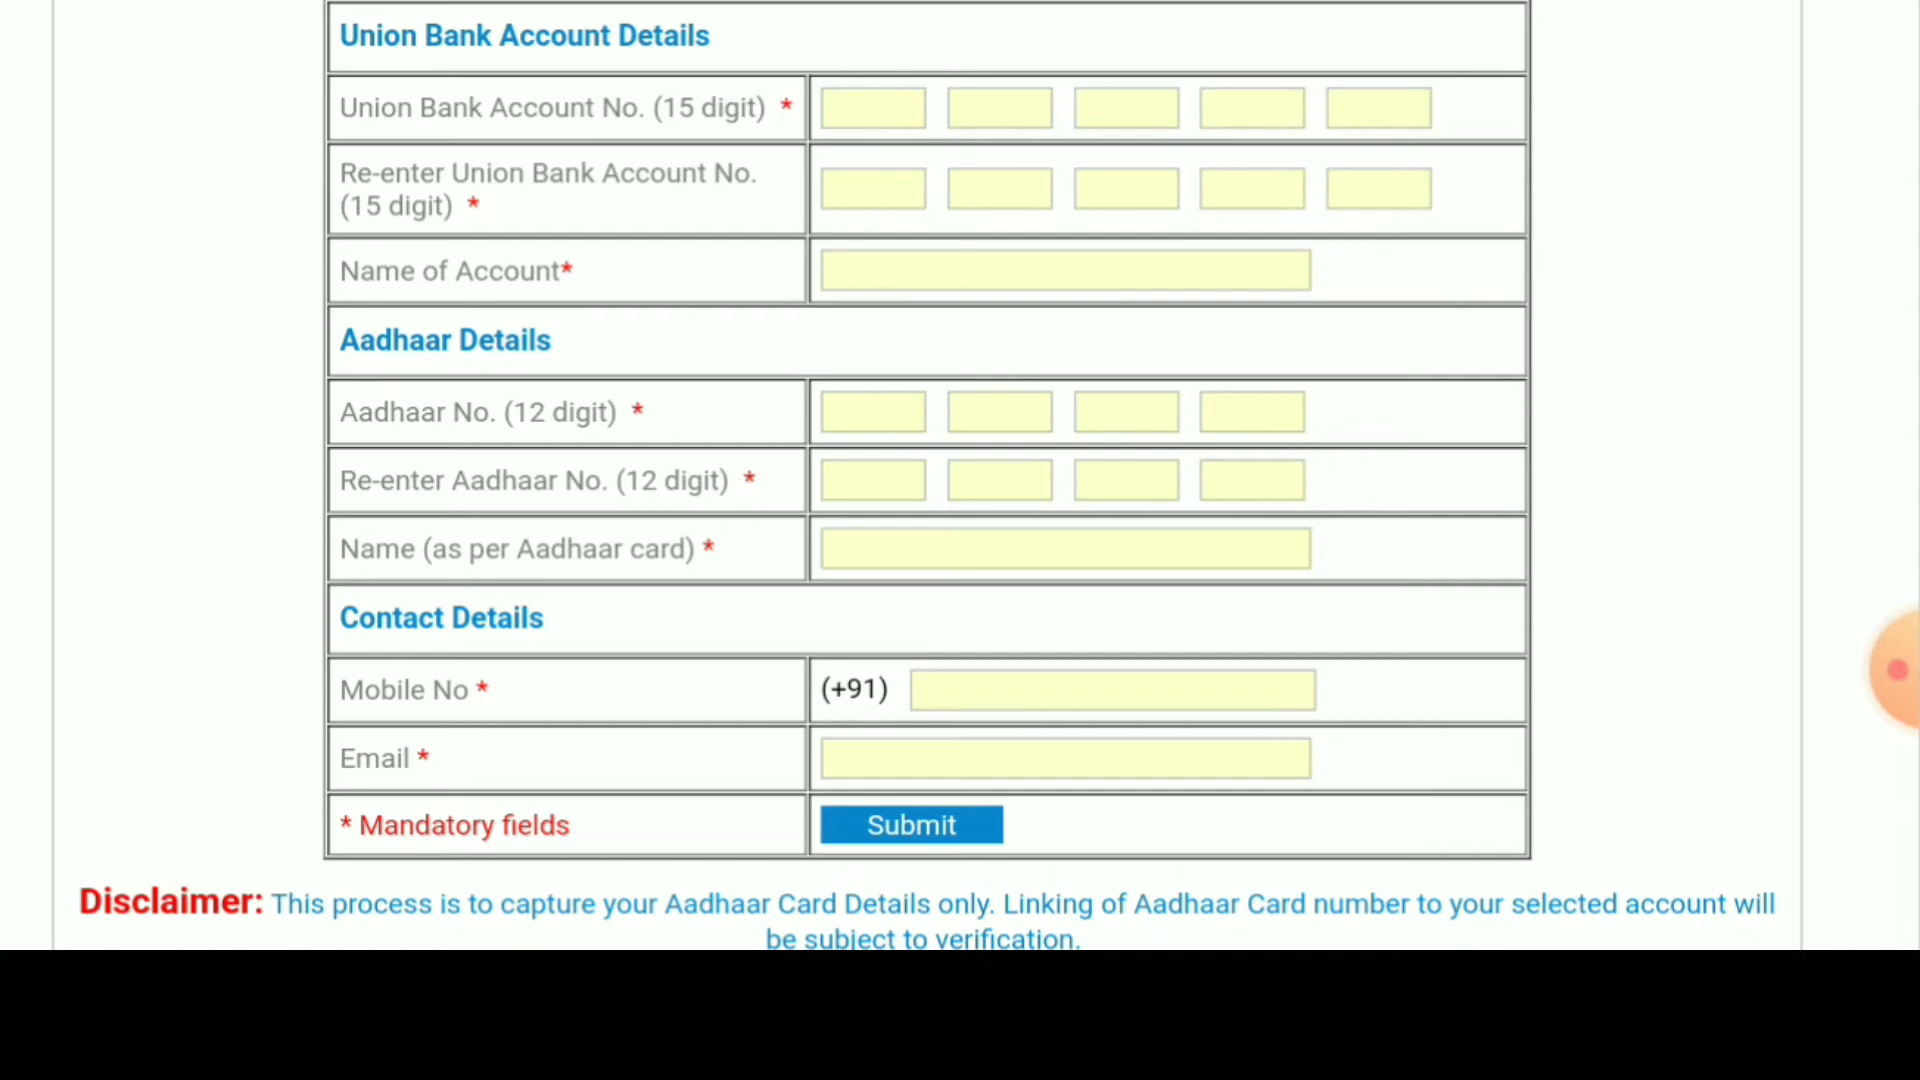 Union Bank Account Details
Union Bank Account No. (15 digit) *
Re-enter Union Bank Account No.
(15 digit) *
Name of Account*
Aadhaar Details
Aadhaar No. (12 digit) *
Re-enter Aadhaar No. (12 digit) *
Name (as per Aadhaar card) *
Contact Details
Mobile No * (+91)
Email *
* Mandatory fields Submit
Disclaimer: This process is to capture your Aadhaar Card Details only. Linking of Aadhaar Card number to your selected account will
be subject to verification.